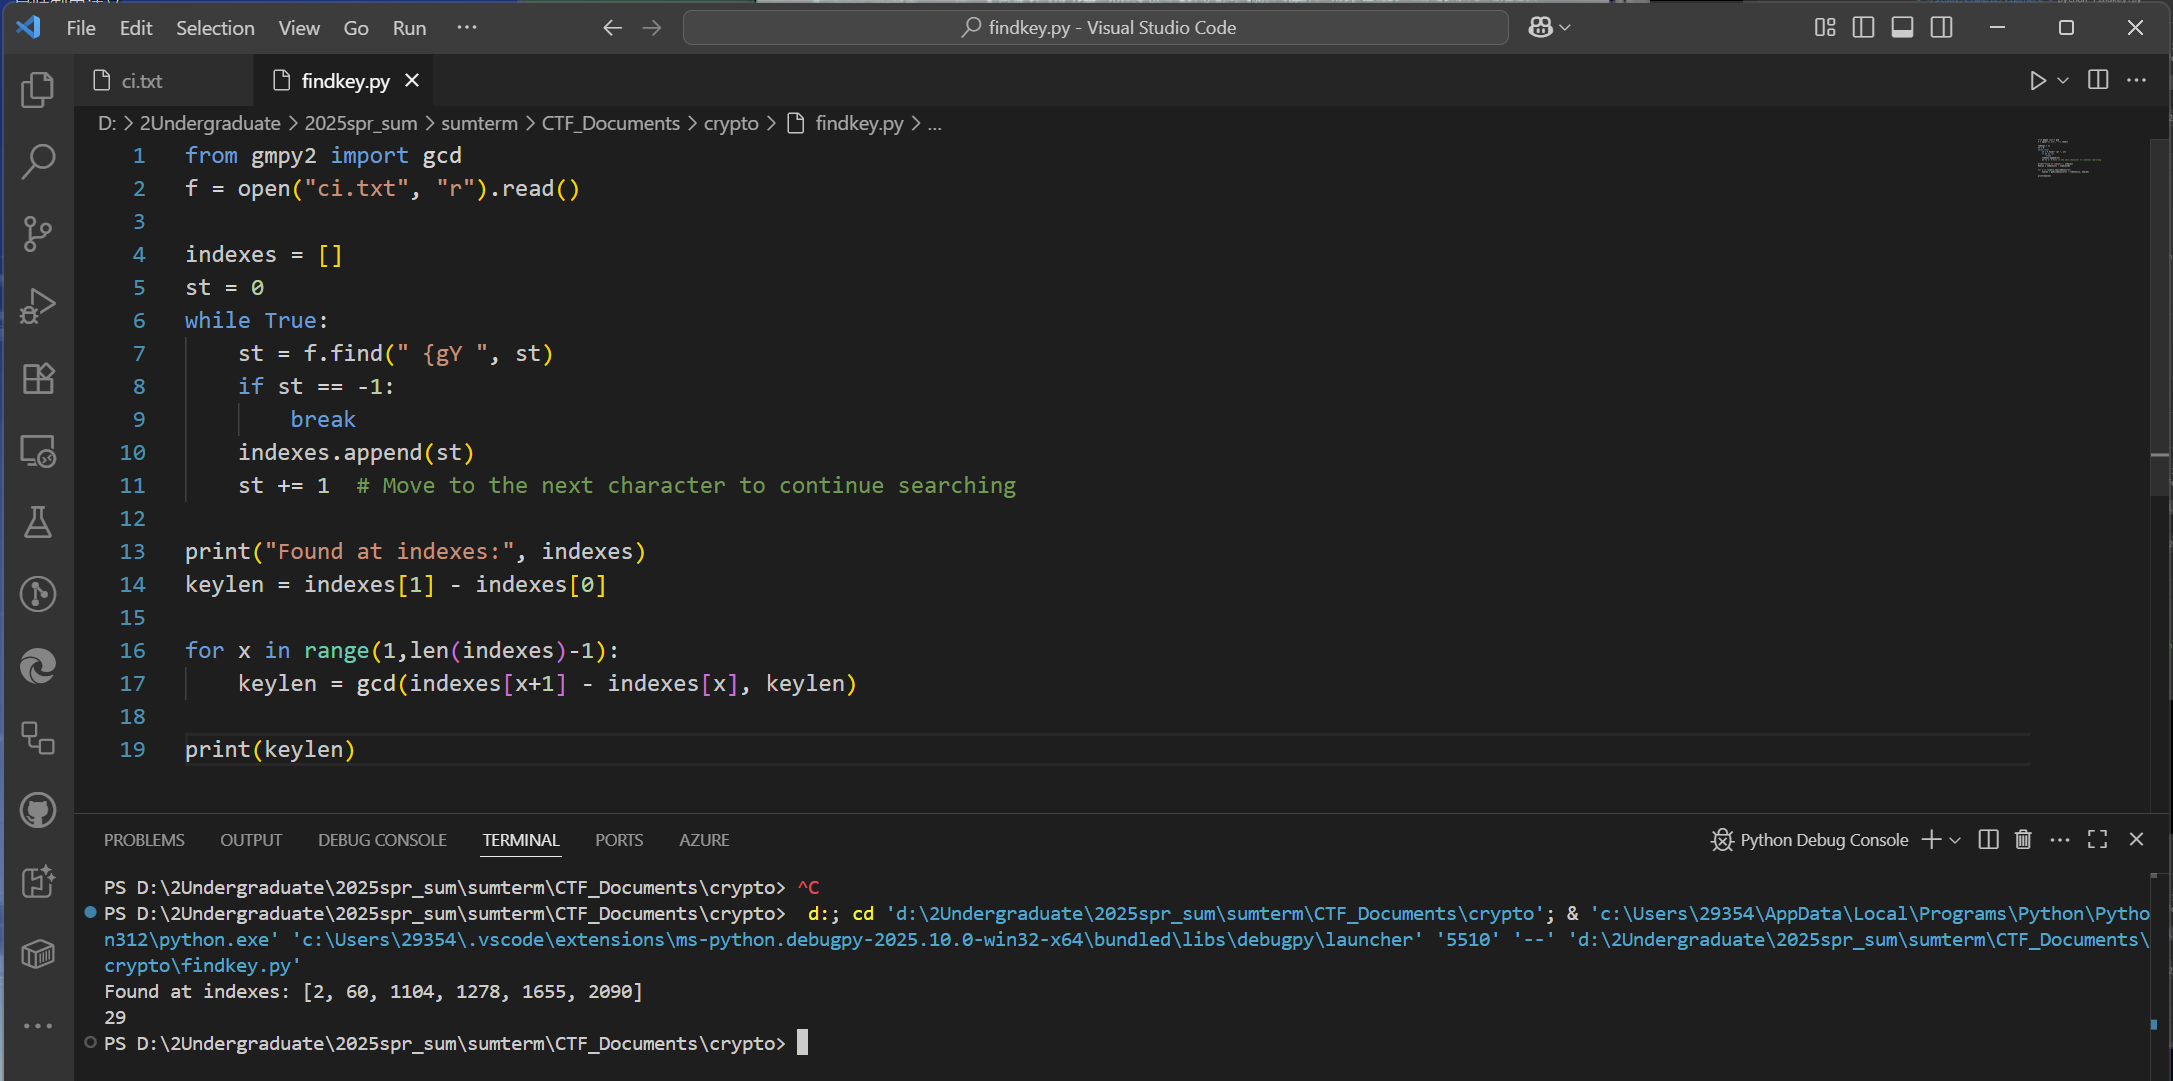 File Edit Selection View Go Run ··· findkey.py - Visual Studio Code
ci.txt findkey.py
D: > 2Undergraduate > 2025spr_sum > sumterm > CTF_Documents > crypto > findkey.py > ...
1 from gmpy2 import gcd
2 f = open("ci.txt", "r").read()
3
4 indexes = []
5 st = 0
6 while True:
7     st = f.find(" {gY ", st)
8     if st == -1:
9         break
10     indexes.append(st)
11     st += 1  # Move to the next character to continue searching
12
13 print("Found at indexes:", indexes)
14 keylen = indexes[1] - indexes[0]
15
16 for x in range(1,len(indexes)-1):
17     keylen = gcd(indexes[x+1] - indexes[x], keylen)
18
19 print(keylen)
PROBLEMS OUTPUT DEBUG CONSOLE TERMINAL PORTS AZURE Python Debug Console
PS D:\2Undergraduate\2025spr_sum\sumterm\CTF_Documents\crypto> ^C
PS D:\2Undergraduate\2025spr_sum\sumterm\CTF_Documents\crypto>  d:; cd 'd:\2Undergraduate\2025spr_sum\sumterm\CTF_Documents\crypto'; & 'c:\Users\29354\AppData\Local\Programs\Python\Pytho
n312\python.exe' 'c:\Users\29354\.vscode\extensions\ms-python.debugpy-2025.10.0-win32-x64\bundled\libs\debugpy\launcher' '5510' '--' 'd:\2Undergraduate\2025spr_sum\sumterm\CTF_Documents\
crypto\findkey.py'
Found at indexes: [2, 60, 1104, 1278, 1655, 2090]
29
PS D:\2Undergraduate\2025spr_sum\sumterm\CTF_Documents\crypto>